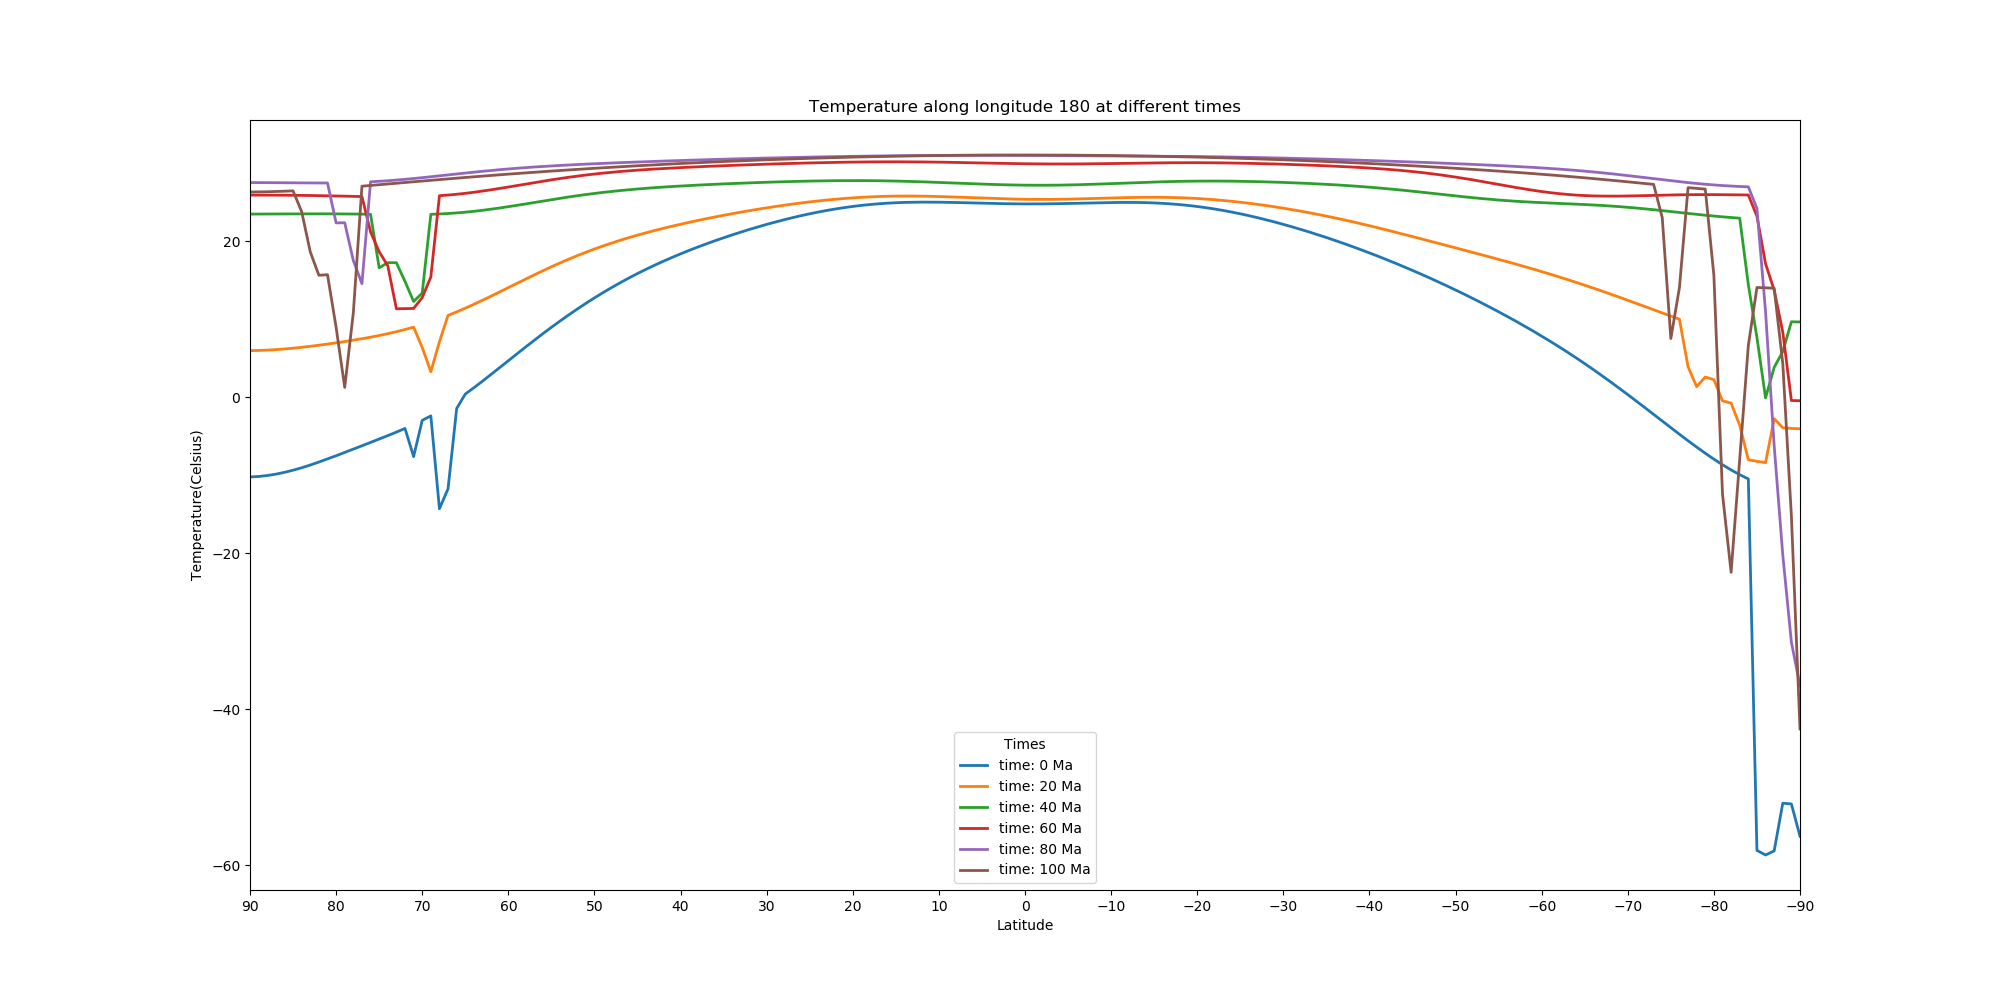 Temperature along longitude 180 at different times
Temperature(Celsius)
20
0
−20
−40
−60
90 80 70 60 50 40 30 20 10 0 −10 −20 −30 −40 −50 −60 −70 −80 −90
Latitude
Times
time: 0 Ma
time: 20 Ma
time: 40 Ma
time: 60 Ma
time: 80 Ma
time: 100 Ma